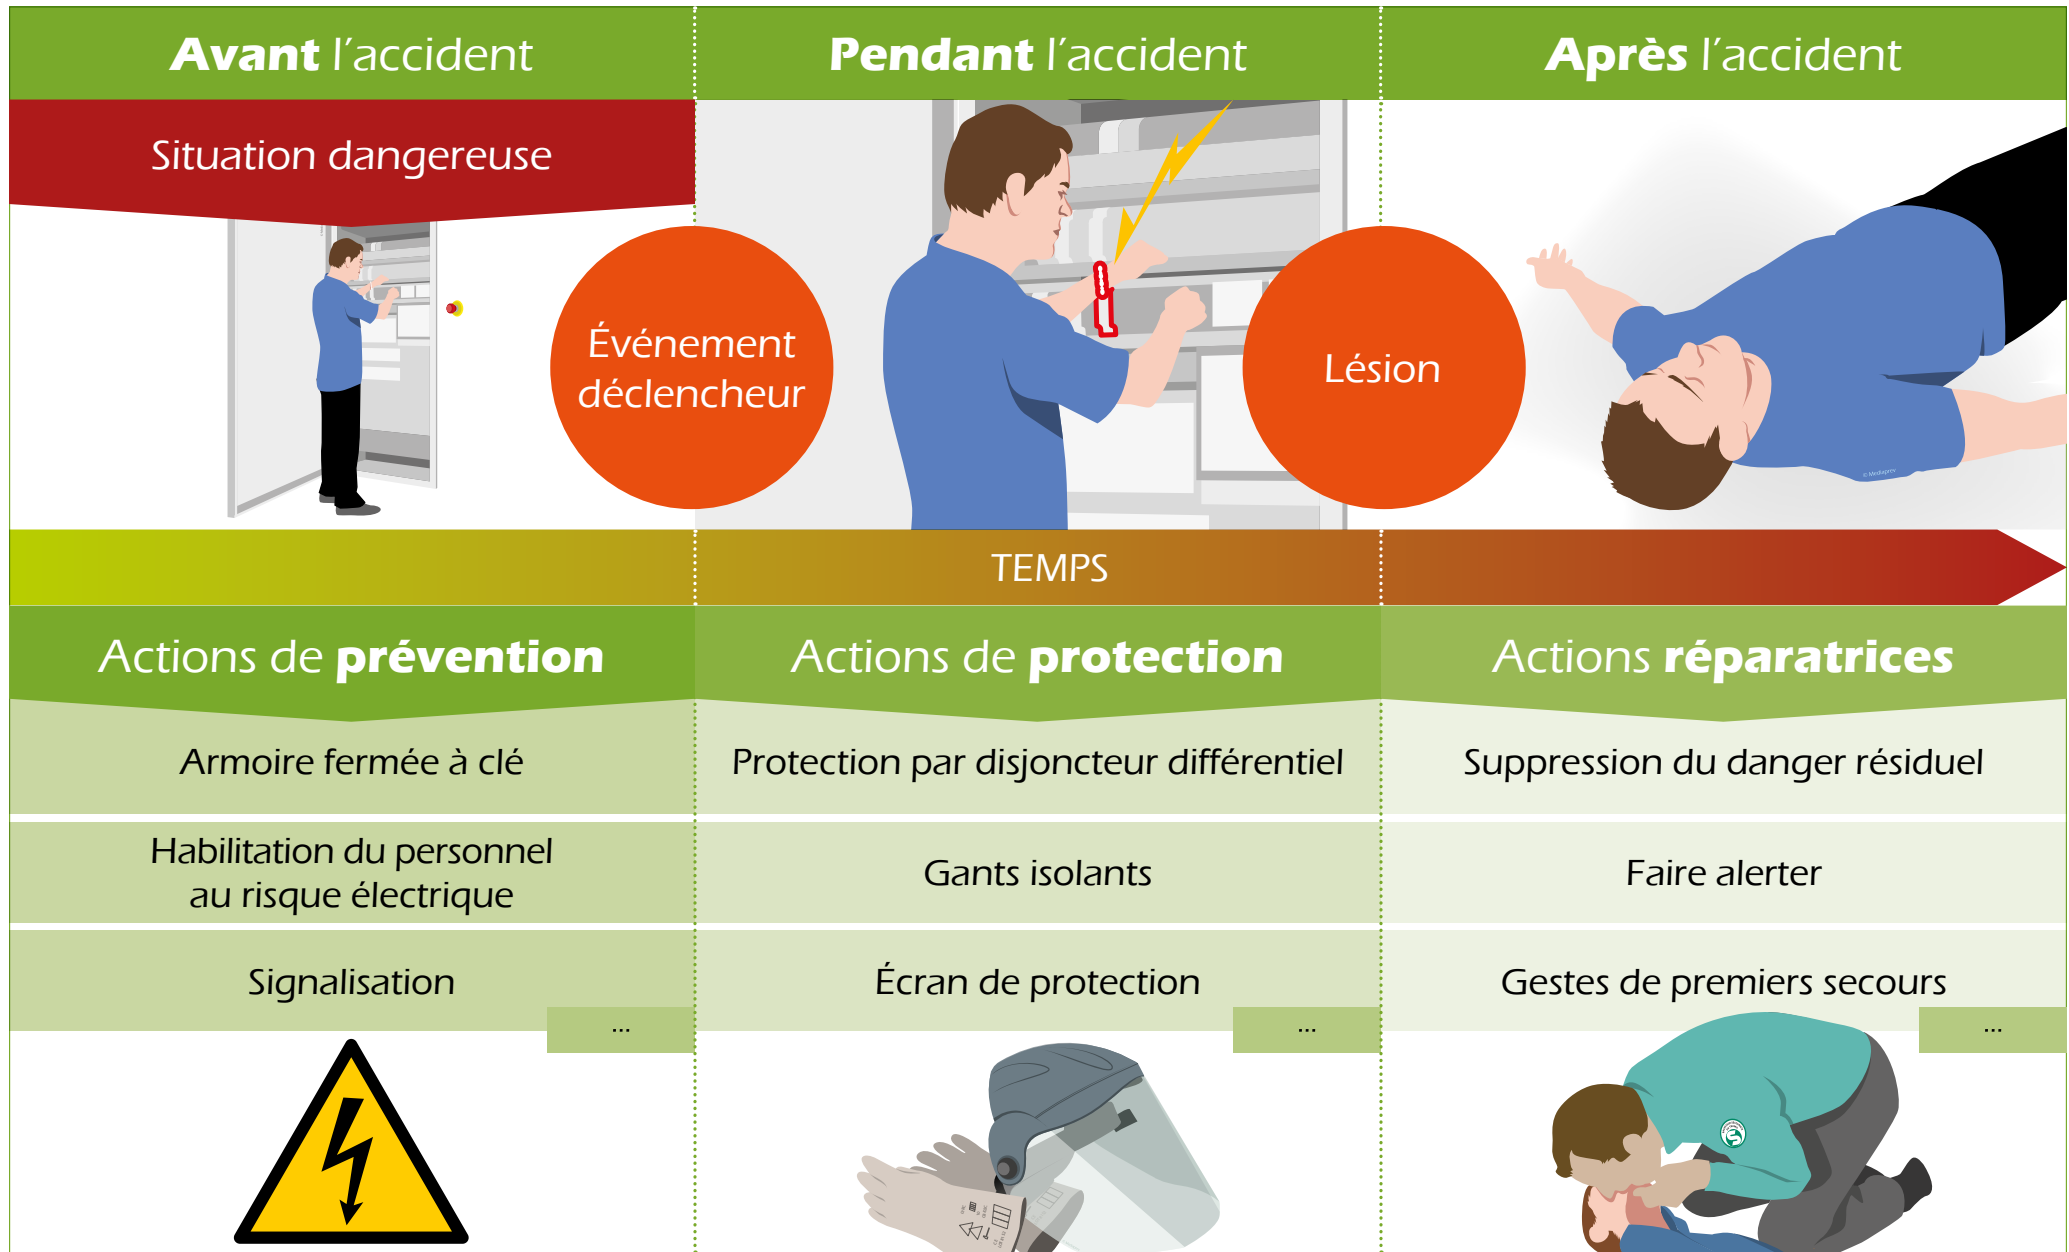 Avant l'accident
Pendant l'accident
Après l'accident
Situation dangereuse
Événement
déclencheur
Lésion
© Mediaprev
TEMPS
Actions de prévention
Actions de protection
Actions réparatrices
Armoire fermée à clé
Protection par disjoncteur différentiel
Suppression du danger résiduel
Habilitation du personnel
au risque électrique
Gants isolants
Faire alerter
Signalisation
Écran de protection
Gestes de premiers secours
...
...
...